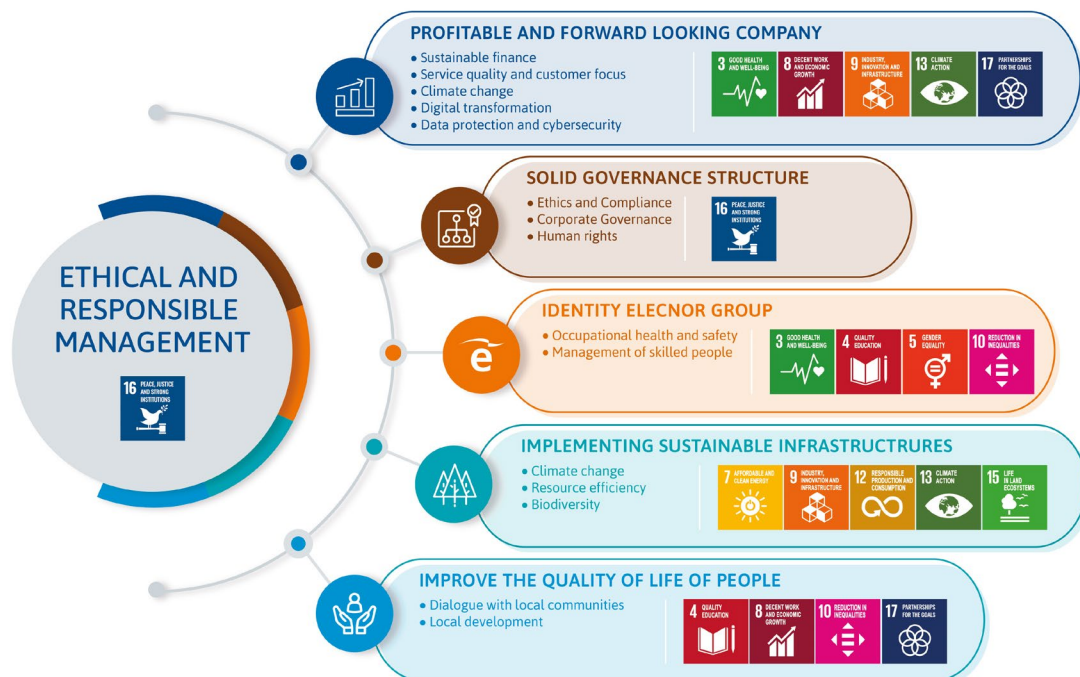 PROFITABLE AND FORWARD LOOKING COMPANY
• Sustainable finance
• Service quality and customer focus
• Climate change
• Digital transformation
• Data protection and cybersecurity
3 GOOD HEALTH
AND WELL-BEING
8 DECENT WORK
AND ECONOMIC
GROWTH
9 INDUSTRY,
INNOVATION AND
INFRASTRUCTURE
13 CLIMATE
ACTION
17 PARTNERSHIPS
FOR THE GOALS
SOLID GOVERNANCE STRUCTURE
• Ethics and Compliance
• Corporate Governance
• Human rights
16 PEACE, JUSTICE
AND STRONG
INSTITUTIONS
ETHICAL AND
RESPONSIBLE
MANAGEMENT
16 PEACE, JUSTICE
AND STRONG
INSTITUTIONS
e
IDENTITY ELECNOR GROUP
• Occupational health and safety
• Management of skilled people
3 GOOD HEALTH
AND WELL-BEING
4 QUALITY
EDUCATION
5 GENDER
EQUALITY
10 REDUCTION IN
INEQUALITIES
IMPLEMENTING SUSTAINABLE INFRASTRUCTRURES
• Climate change
• Resource efficiency
• Biodiversity
7 AFFORDABLE AND
CLEAN ENERGY
9 INDUSTRY,
INNOVATION AND
INFRASTRUCTURE
12 RESPONSIBLE
PRODUCTION AND
CONSUMPTION
13 CLIMATE
ACTION
15 LIFE
IN LAND
ECOSYSTEMS
IMPROVE THE QUALITY OF LIFE OF PEOPLE
• Dialogue with local communities
• Local development
4 QUALITY
EDUCATION
8 DECENT WORK
AND ECONOMIC
GROWTH
10 REDUCTION IN
INEQUALITIES
17 PARTNERSHIPS
FOR THE GOALS